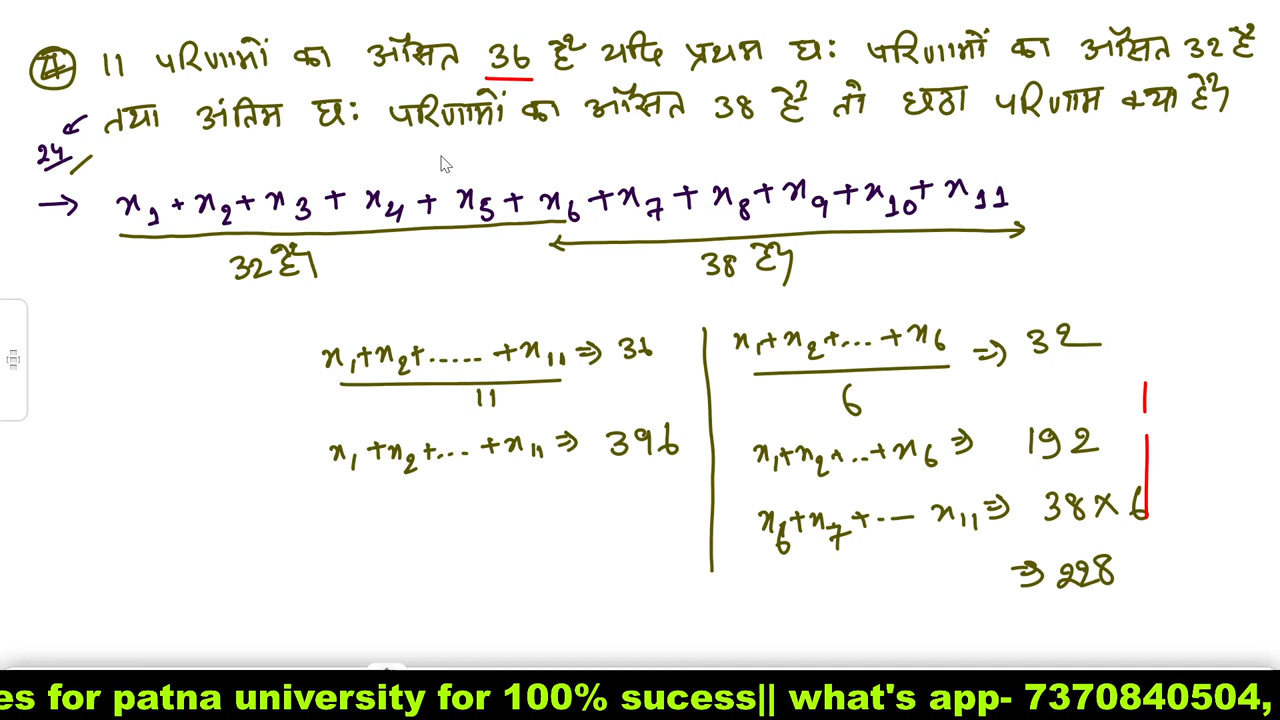 ④ 11 परिणामों का औसत 36 है यदि प्रथम छः परिणामों का औसत 32 है
तथा अंतिम छः परिणामों का औसत 38 है तो छठा परिणाम क्या है?
24
→ x₁ + x₂ + x₃ + x₄ + x₅ + x₆ + x₇ + x₈ + x₉ + x₁₀ + x₁₁
32 है। 38 है।
x₁+x₂+..... +x₁₁ ⇒ 36
11
x₁+x₂+... +x₁₁ ⇒ 396
x₁+x₂+... +x₆ ⇒ 32
6
x₁+x₂+..+x₆ ⇒ 192
x₆+x₇+... x₁₁ ⇒ 38×6
⇒ 228
es for patna university for 100% sucess|| what's app- 7370840504,